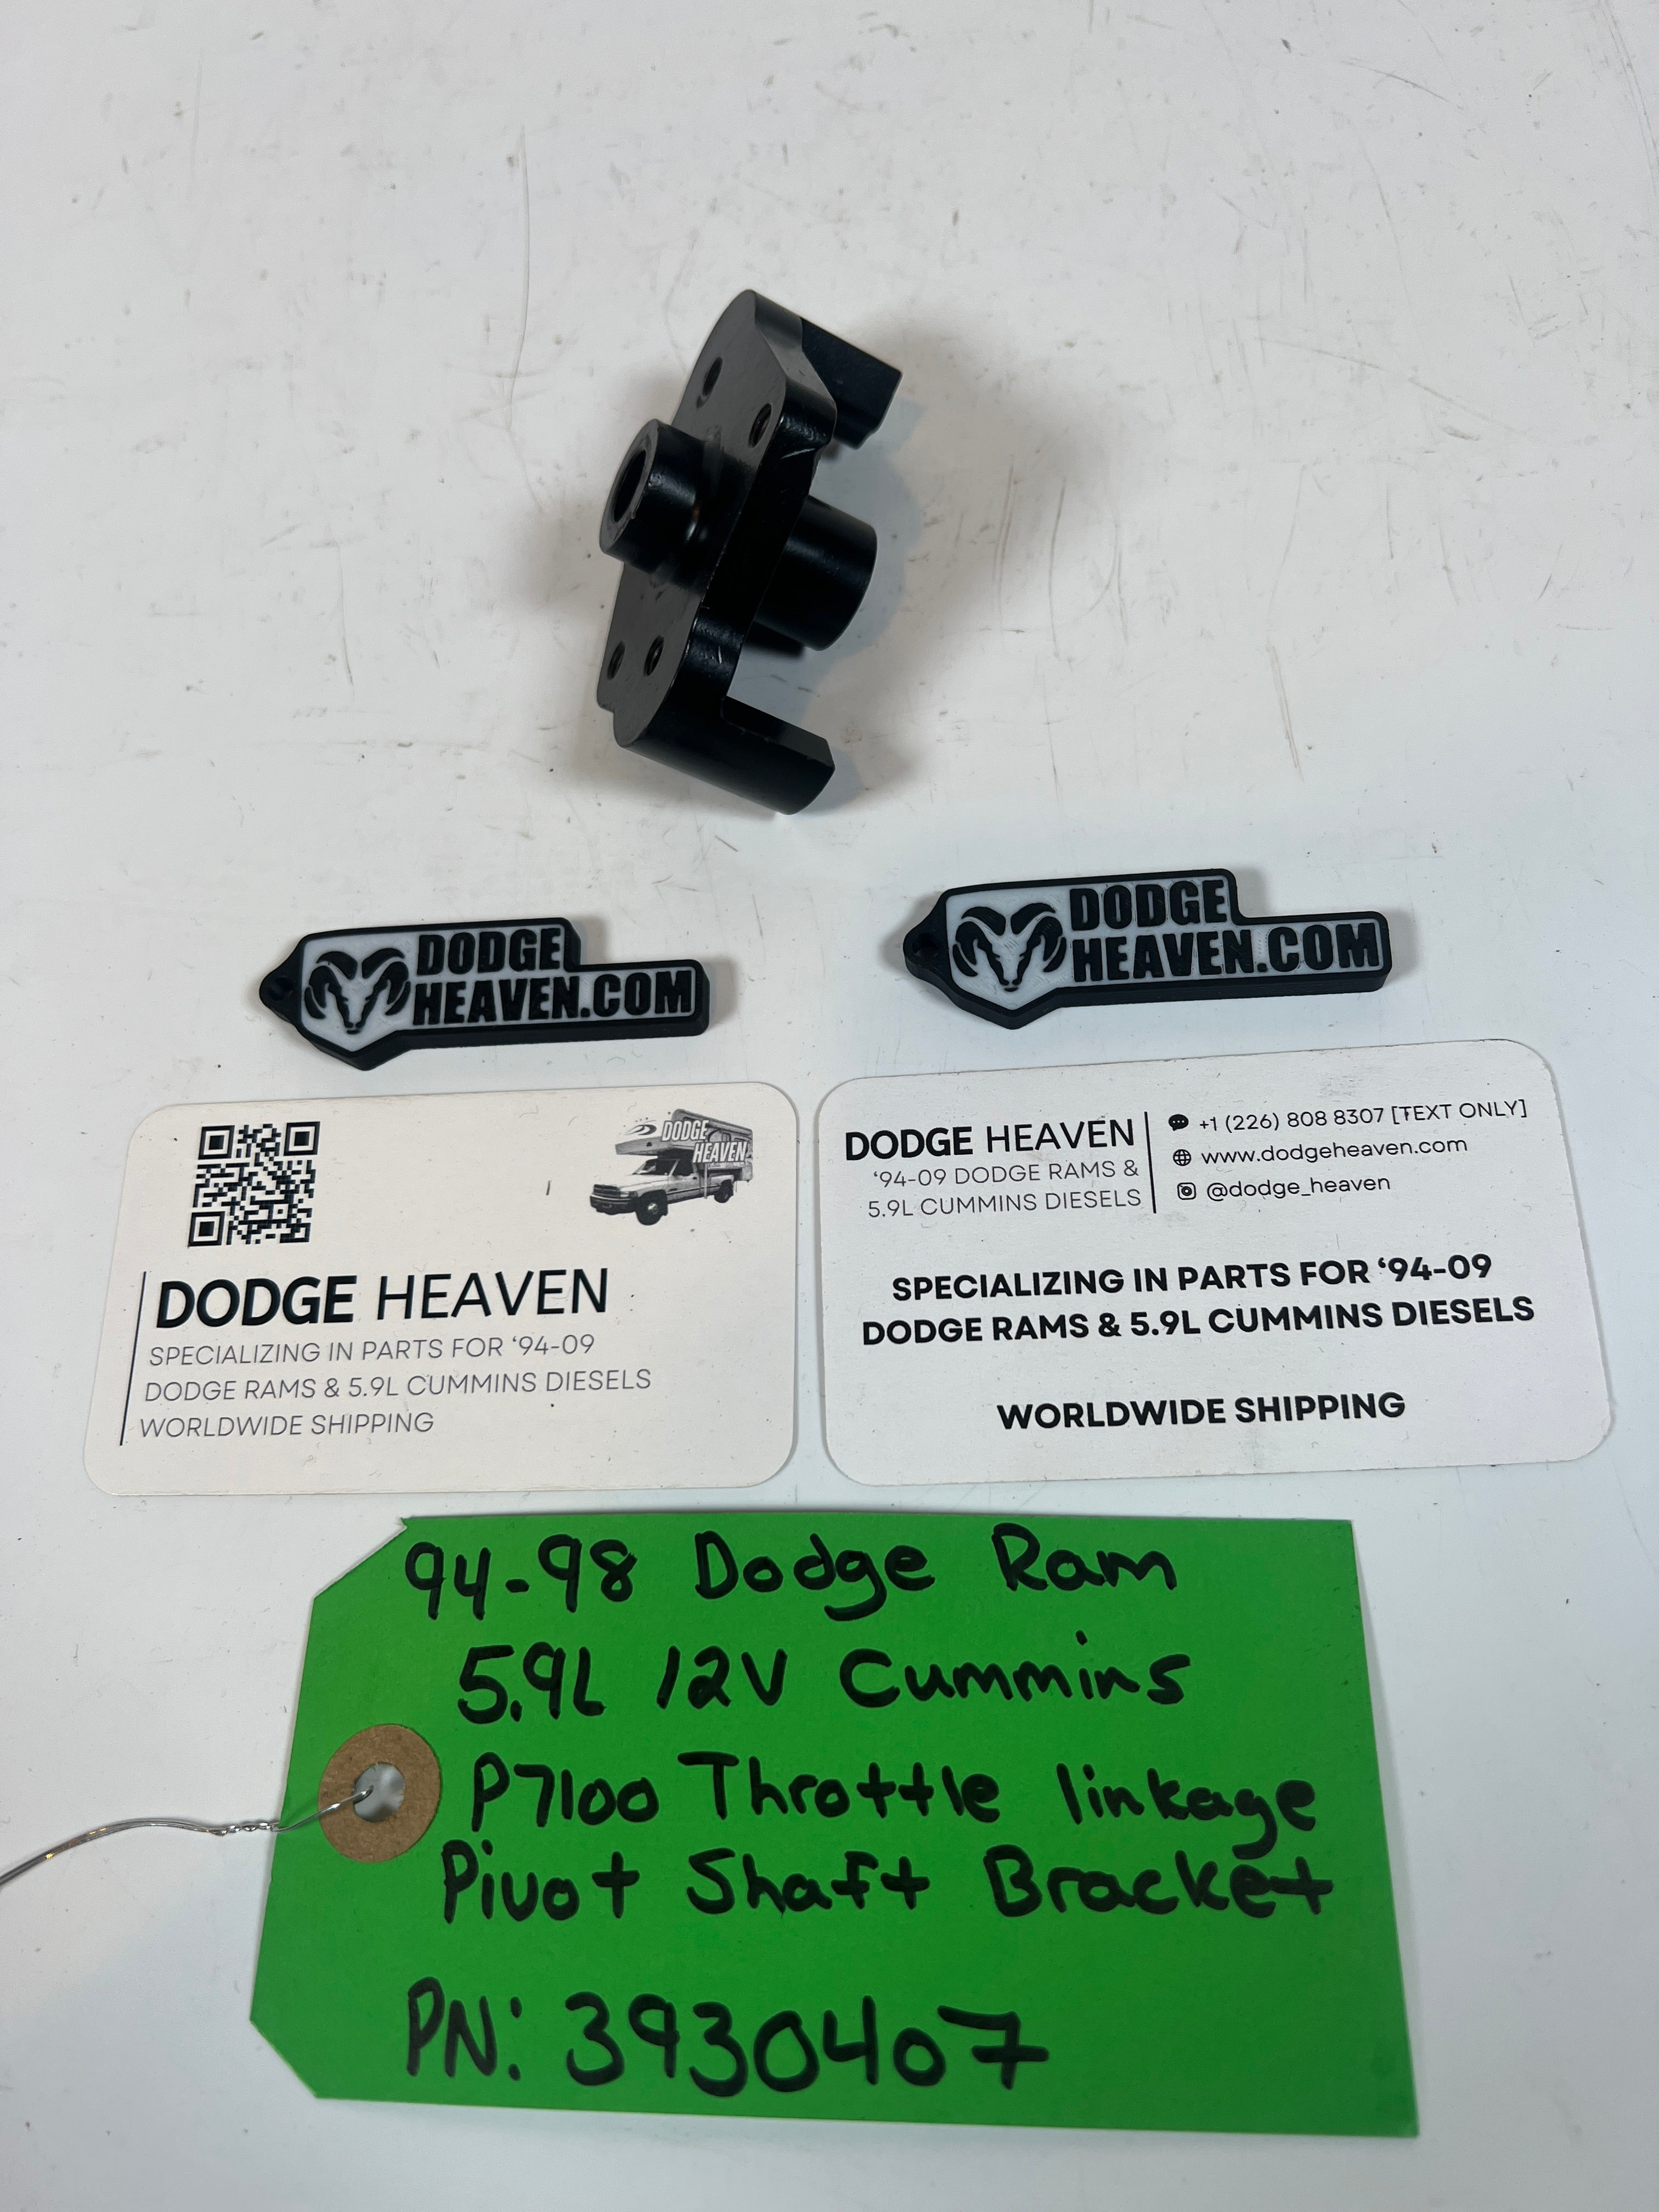 DODGE
HEAVEN.COM
DODGE
HEAVEN.COM
DODGE
HEAVEN
DODGE HEAVEN
SPECIALIZING IN PARTS FOR ‘94-09
DODGE RAMS & 5.9L CUMMINS DIESELS
WORLDWIDE SHIPPING
DODGE HEAVEN
‘94-09 DODGE RAMS &
5.9L CUMMINS DIESELS
+1 (226) 808 8307 [TEXT ONLY]
www.dodgeheaven.com
@dodge_heaven
SPECIALIZING IN PARTS FOR ‘94-09
DODGE RAMS & 5.9L CUMMINS DIESELS
WORLDWIDE SHIPPING
94-98 Dodge Ram
5.9L 12V Cummins
P7100 Throttle linkage
Pivot Shaft Bracket
PN: 3930407